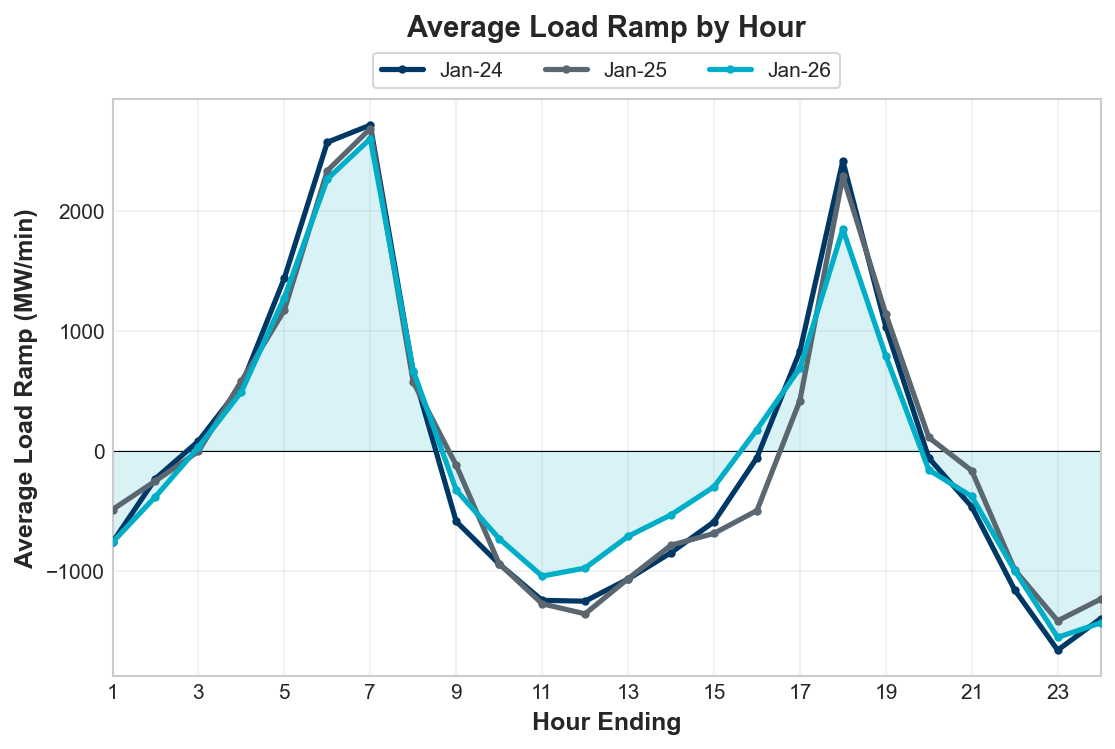 Average Load Ramp by Hour
Jan-24 Jan-25 Jan-26
Average Load Ramp (MW/min)
2000
1000
0
−1000
1 3 5 7 9 11 13 15 17 19 21 23
Hour Ending